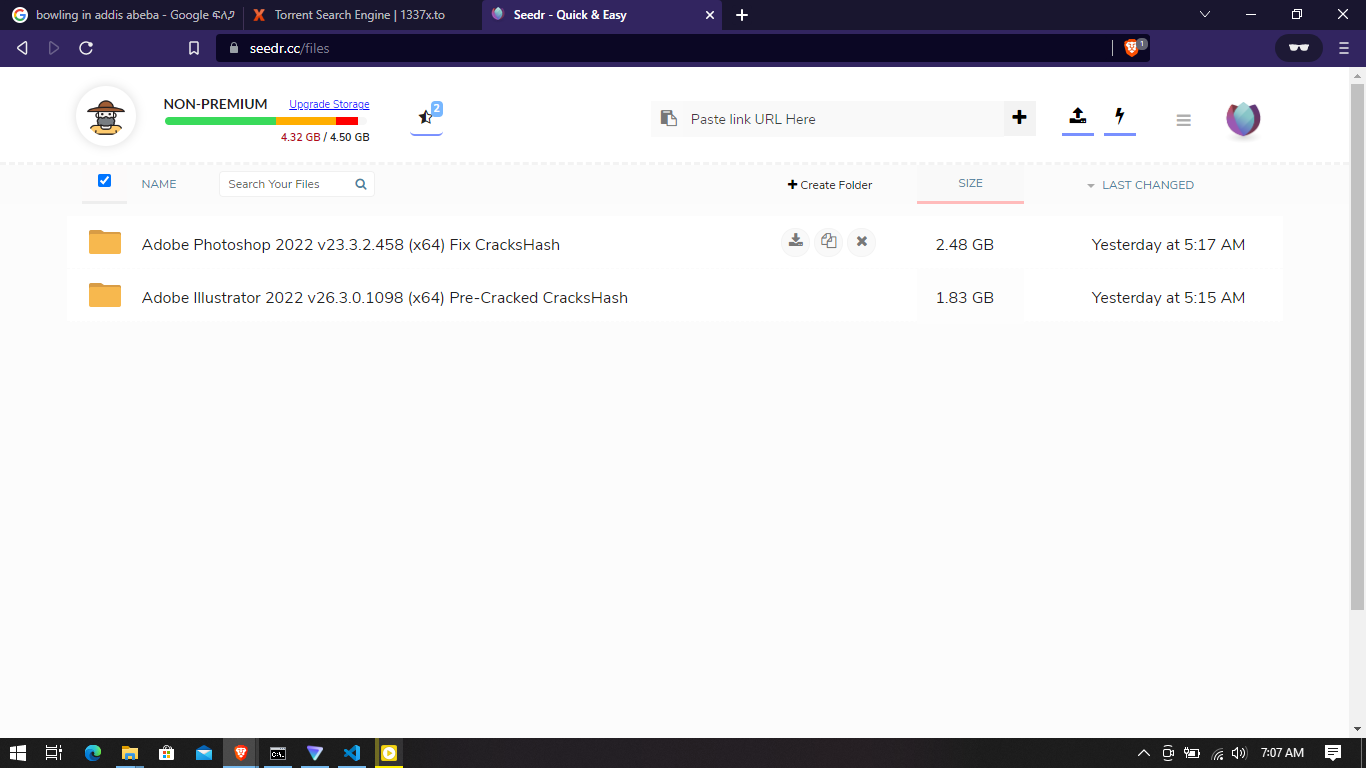 bowling in addis abeba - Google ፍለጋ
Torrent Search Engine | 1337x.to
Seedr - Quick & Easy
seedr.cc/files
1
NON-PREMIUM
Upgrade Storage
4.32 GB / 4.50 GB
2
Paste link URL Here
NAME
Search Your Files
Create Folder
SIZE
LAST CHANGED
Adobe Photoshop 2022 v23.3.2.458 (x64) Fix CracksHash
2.48 GB
Yesterday at 5:17 AM
Adobe Illustrator 2022 v26.3.0.1098 (x64) Pre-Cracked CracksHash
1.83 GB
Yesterday at 5:15 AM
7:07 AM